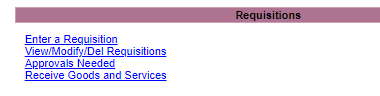 Requisitions
Enter a Requisition
View/Modify/Del Requisitions
Approvals Needed
Receive Goods and Services